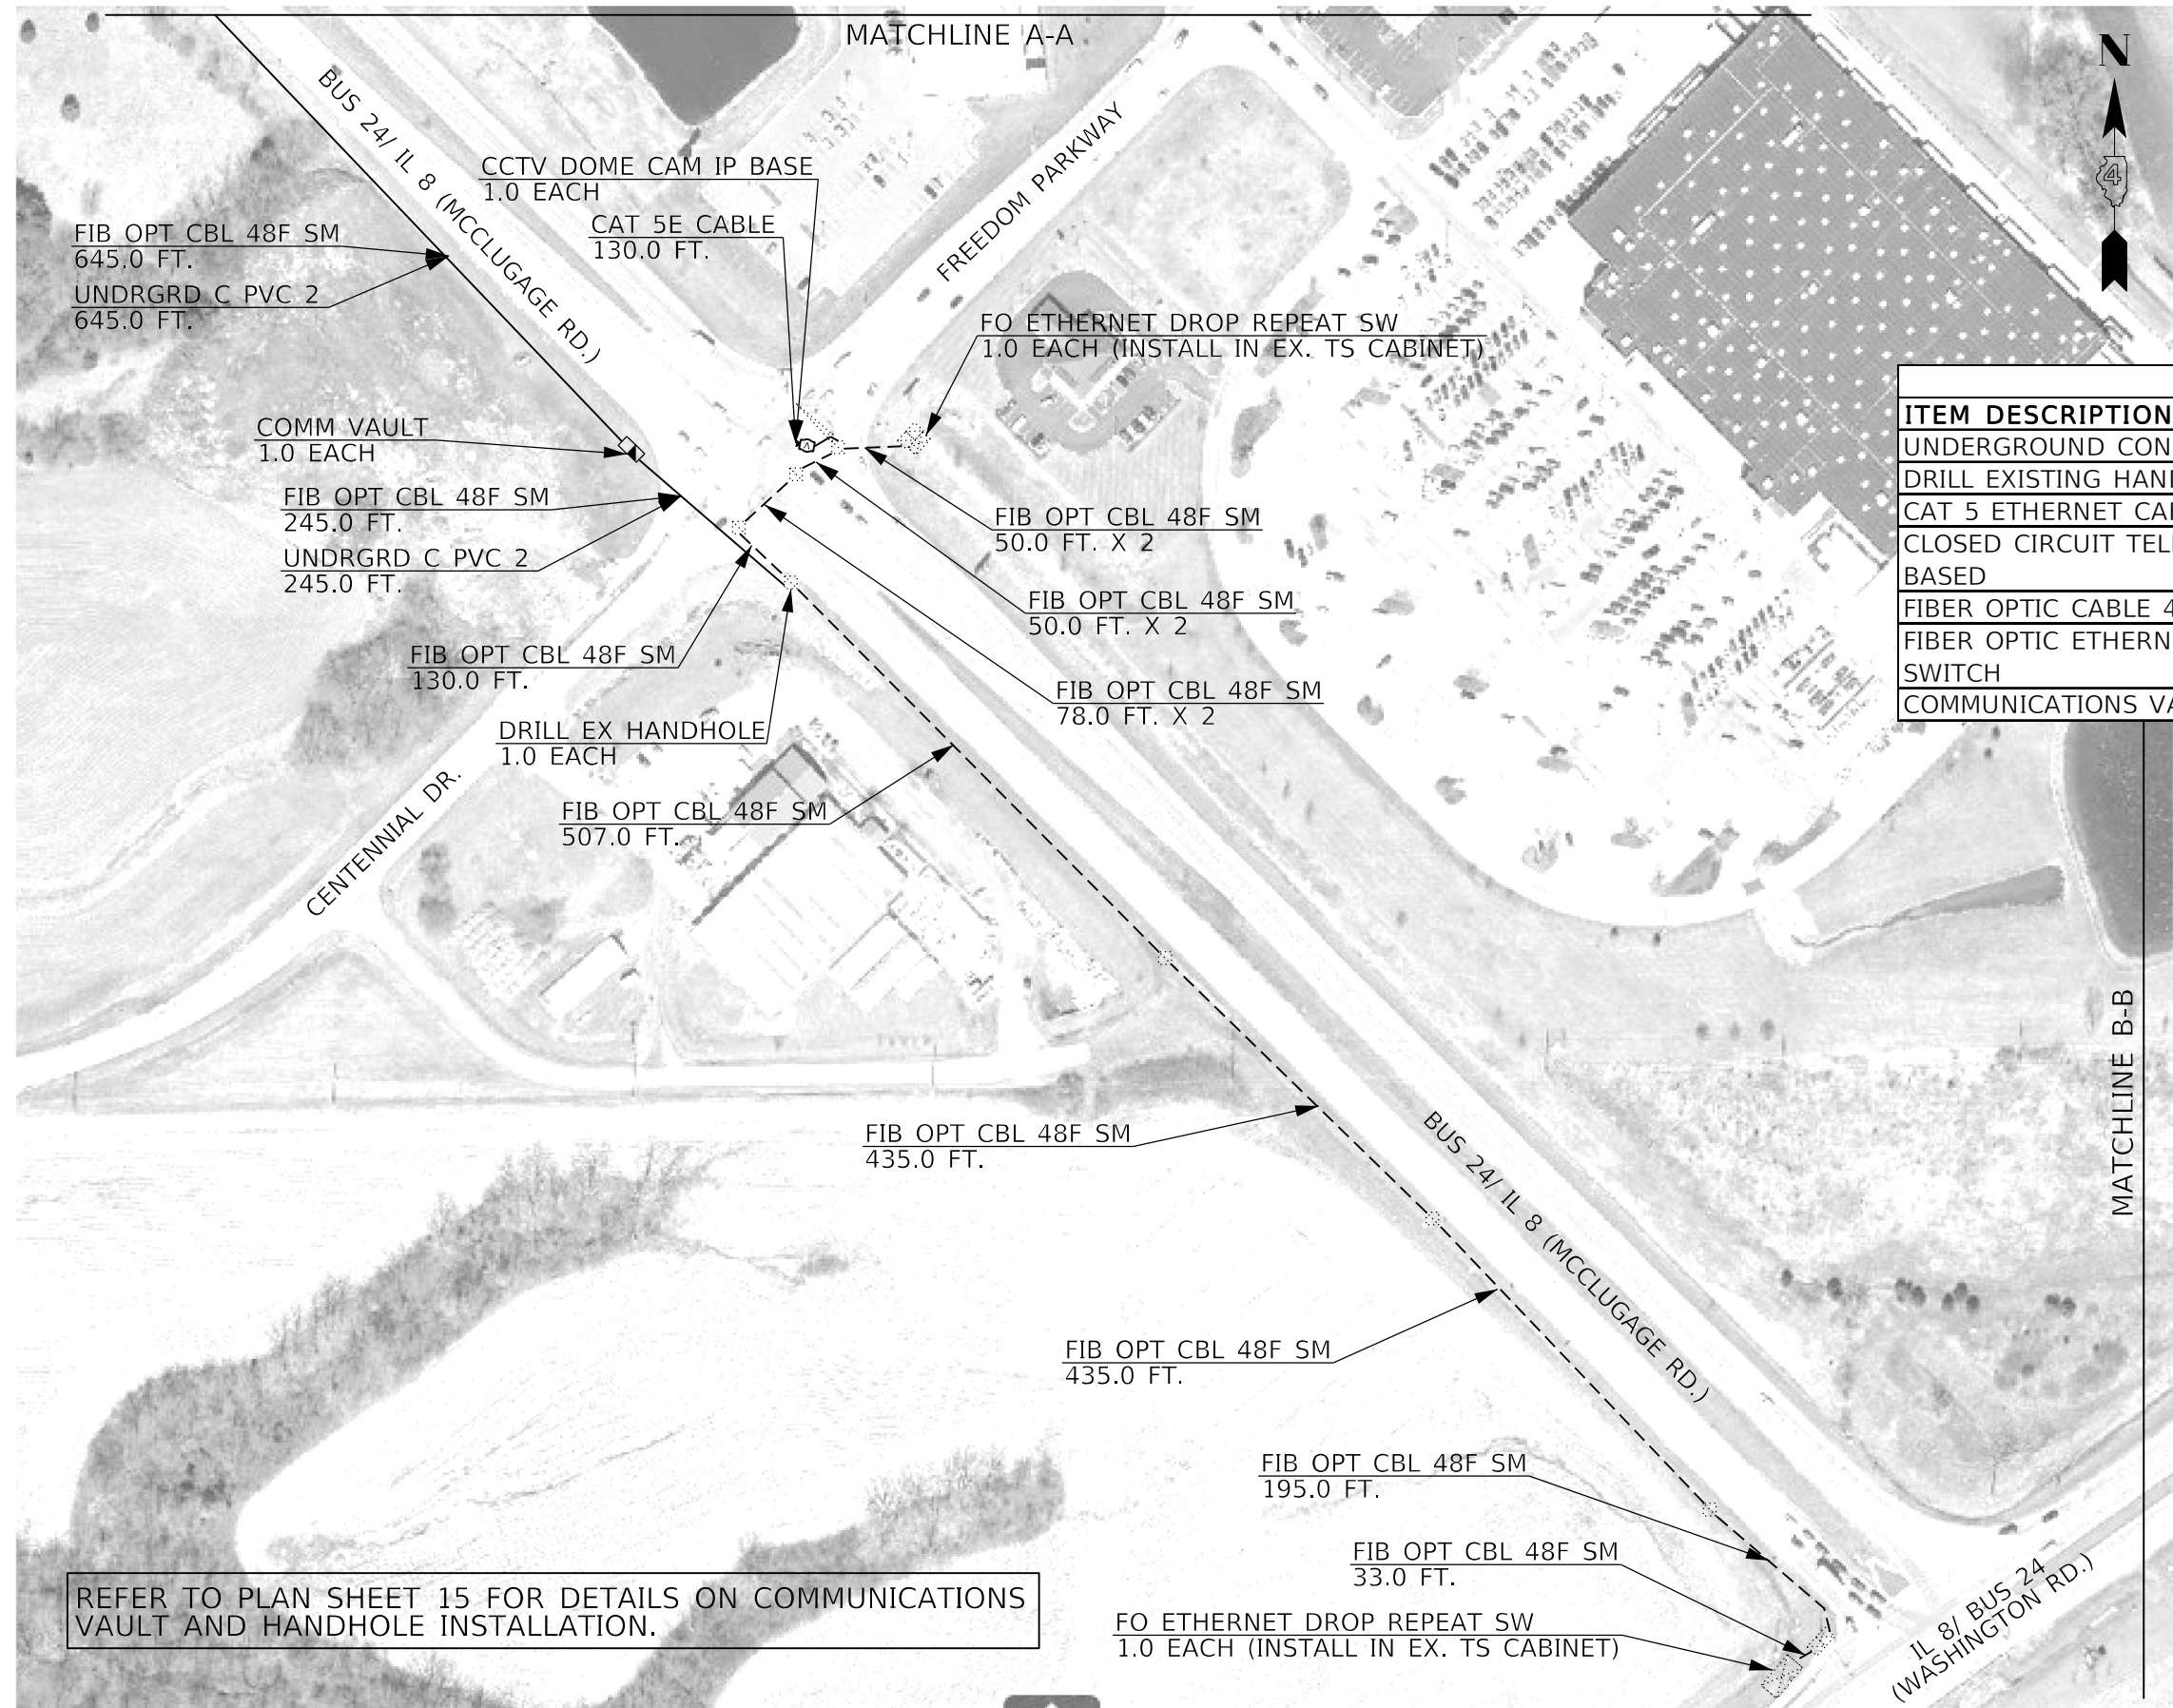 MATCHLINE A-A
N
4
BUS 24/ IL 8 (MCCLUGAGE RD.)
FREEDOM PARKWAY
CCTV DOME CAM IP BASE
1.0 EACH
CAT 5E CABLE
130.0 FT.
FIB OPT CBL 48F SM
645.0 FT.
UNDRGRD C PVC 2
645.0 FT.
FO ETHERNET DROP REPEAT SW
1.0 EACH (INSTALL IN EX. TS CABINET)
COMM VAULT
1.0 EACH
FIB OPT CBL 48F SM
245.0 FT.
UNDRGRD C PVC 2
245.0 FT.
FIB OPT CBL 48F SM
50.0 FT. X 2
FIB OPT CBL 48F SM
50.0 FT. X 2
FIB OPT CBL 48F SM
78.0 FT. X 2
FIB OPT CBL 48F SM
130.0 FT.
DRILL EX HANDHOLE
1.0 EACH
FIB OPT CBL 48F SM
507.0 FT.
CENTENNIAL DR.
ITEM DESCRIPTION
UNDERGROUND CON
DRILL EXISTING
CAT 5 ETHERNET
CLOSED CIRCUIT
BASED
FIBER OPTIC CABLE 4
FIBER OPTIC ETHERN
SWITCH
COMMUNICATIONS
MATCHLINE B-B
FIB OPT CBL 48F SM
435.0 FT.
BUS 24/ IL 8 (MCCLUGAGE RD.)
FIB OPT CBL 48F SM
435.0 FT.
FIB OPT CBL 48F SM
195.0 FT.
FIB OPT CBL 48F SM
33.0 FT.
FO ETHERNET DROP REPEAT SW
1.0 EACH (INSTALL IN EX. TS CABINET)
IL 8/ BUS 24
(WASHINGTON RD.)
REFER TO PLAN SHEET 15 FOR DETAILS ON COMMUNICATIONS
VAULT AND HANDHOLE INSTALLATION.